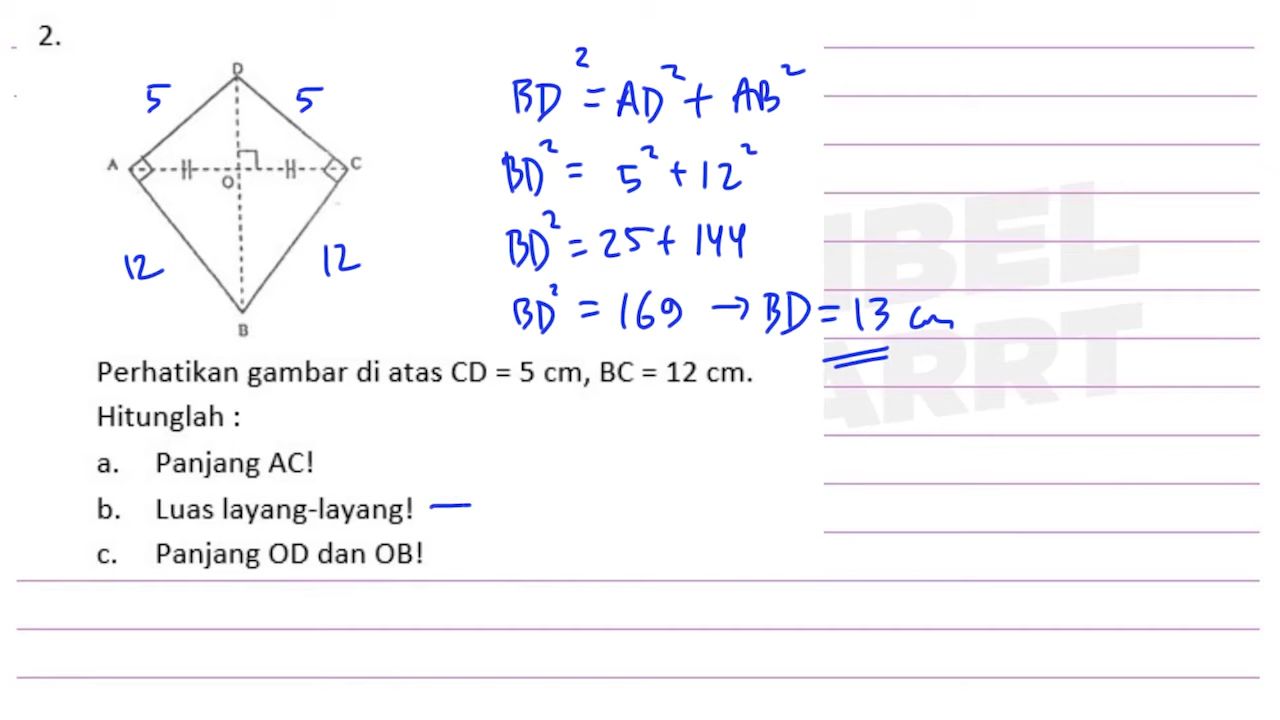 2.
D
5
5
A
C
O
12
12
B
BD² = AD² + AB²
BD² = 5² + 12²
BD² = 25 + 144
BD² = 169 → BD = 13 cm
Perhatikan gambar di atas CD = 5 cm, BC = 12 cm.
Hitunglah :
a. Panjang AC!
b. Luas layang-layang! —
c. Panjang OD dan OB!